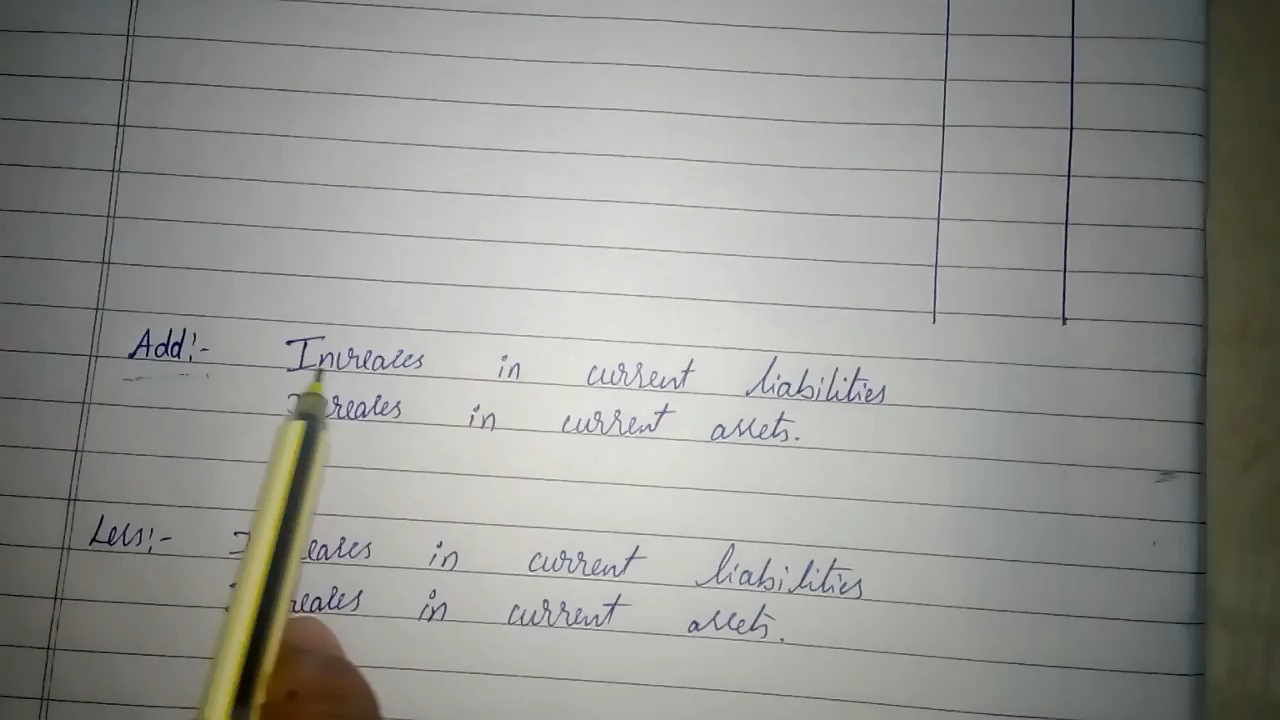 Add:- Increases in current liabilities
in current assets.
Less:- in current liabilities
in current assets.